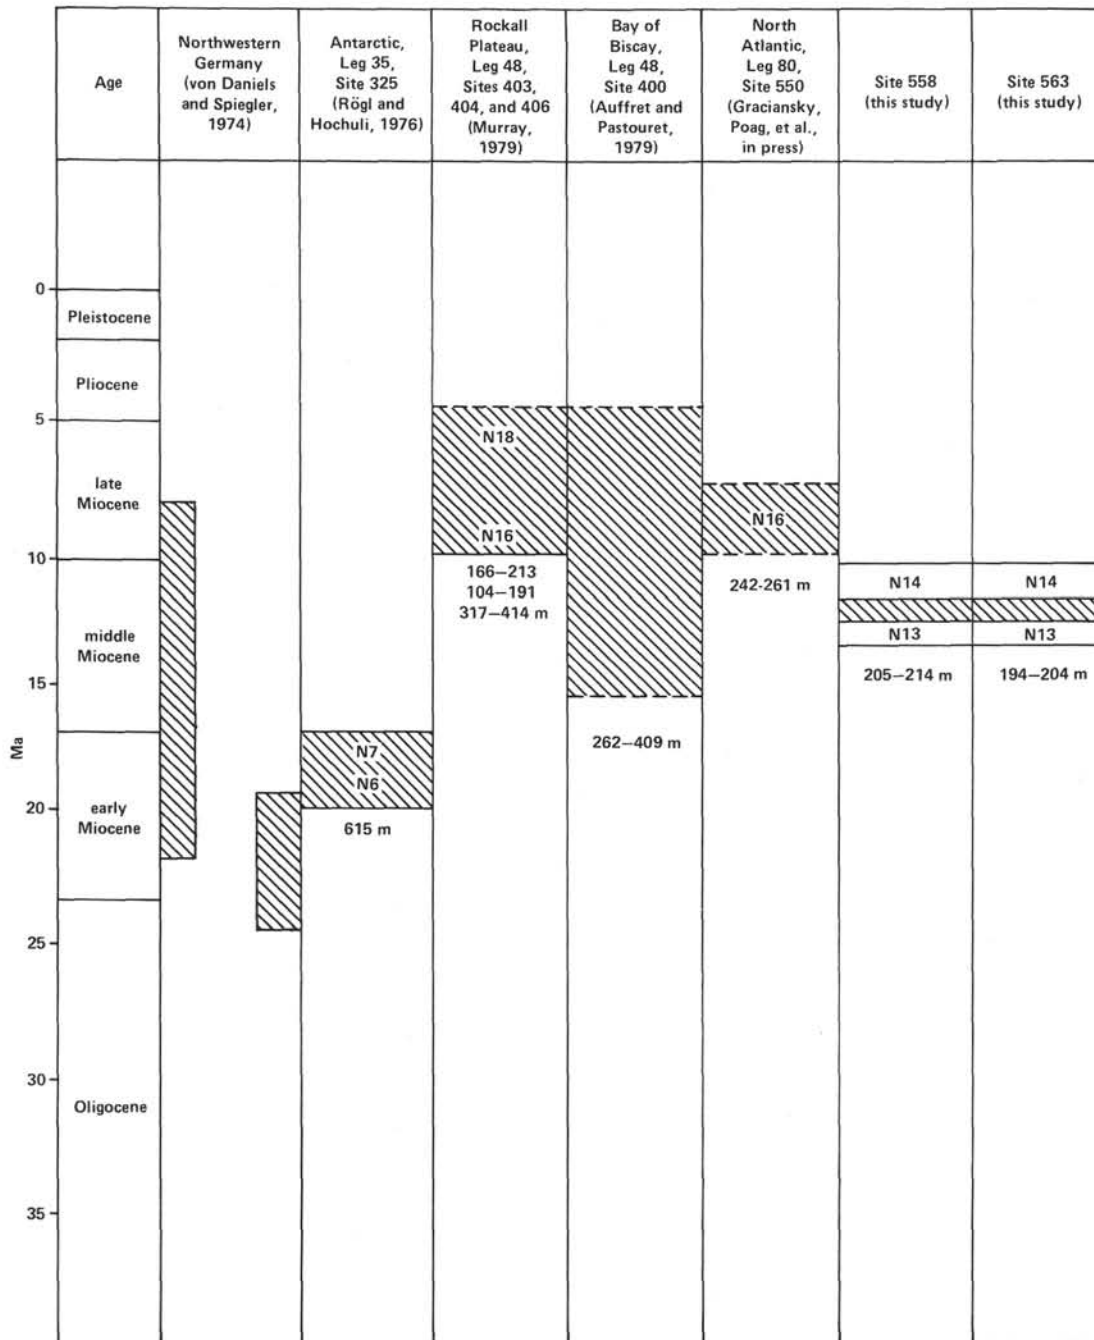 Age
Northwestern
Germany
(von Daniels
and Spiegler,
1974)
Antarctic,
Leg 35,
Site 325
(Rögl and
Hochuli, 1976)
Rockall
Plateau,
Leg 48,
Sites 403,
404, and 406
(Murray,
1979)
Bay of
Biscay,
Leg 48,
Site 400
(Auffret and
Pastouret,
1979)
North
Atlantic,
Leg 80,
Site 550
(Graciansky,
Poag, et al.,
in press)
Site 558
(this study)
Site 563
(this study)
0
Pleistocene
Pliocene
5
N18
late
Miocene
N16
N16
10
166–213
104–191
317–414 m
242-261 m
N14
N14
middle
Miocene
N13
N13
15
205–214 m
194–204 m
Ma
N7
262–409 m
N6
20
early
Miocene
615 m
25
30
Oligocene
35